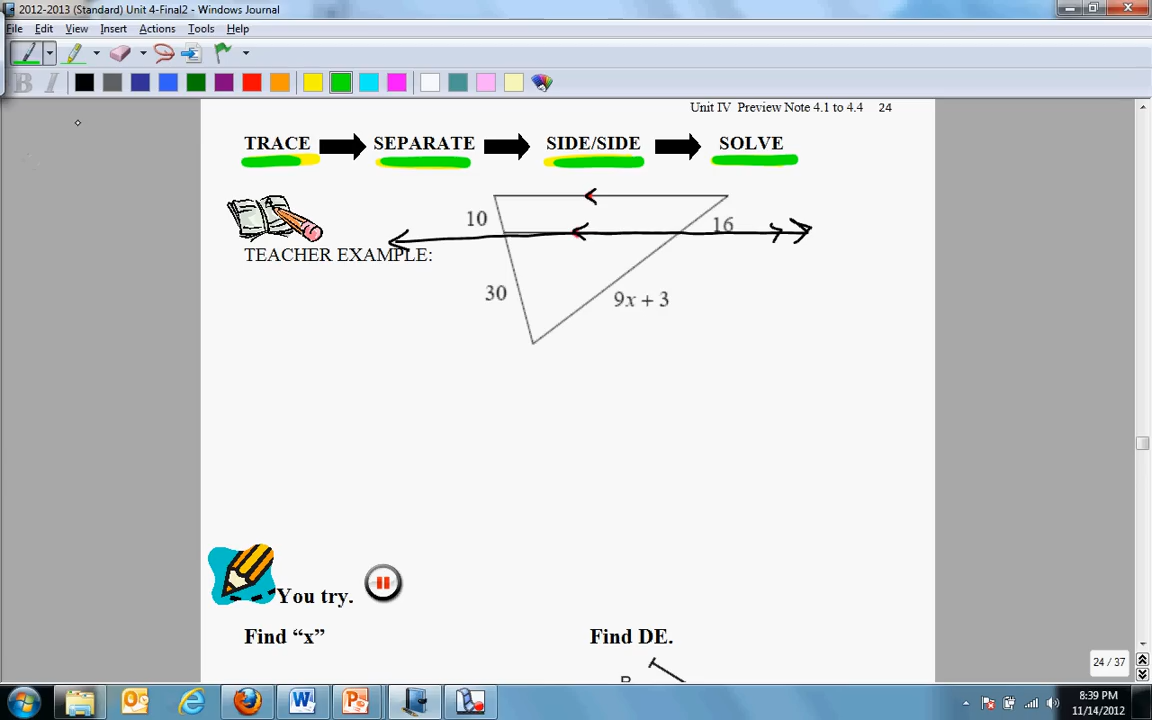 2012-2013 (Standard) Unit 4-Final2 - Windows Journal
File Edit View Insert Actions Tools Help
B I
Unit IV Preview Note 4.1 to 4.4 24
TRACE SEPARATE SIDE/SIDE SOLVE
10
16
TEACHER EXAMPLE:
30
9x + 3
You try.
Find “x” Find DE.
24 / 37
8:39 PM
11/14/2012